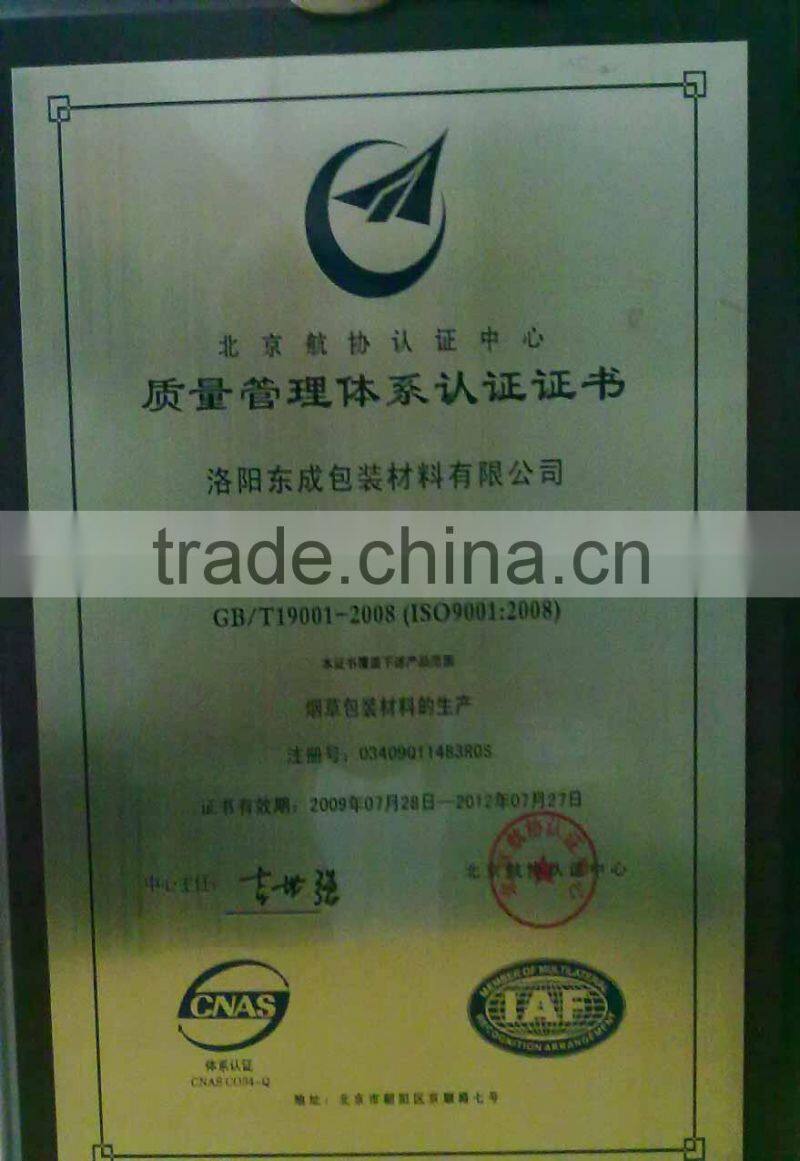 北京航协认证中心
质量管理体系认证证书
洛阳东成包装材料有限公司
trade.china.cn
GB/T19001-2008 (ISO9001:2008)
本证书覆盖下述产品范围
烟草包装材料的生产
注册号：03409Q11483R0S
证书有效期：2009年07月28日—2012年07月27日
中心主任：
北京航协认证中心
CNAS
体系认证
CNAS CO34-Q
MEMBER OF MULTILATERAL
IAF
RECOGNITION ARRANGEMENT
地址：北京市朝阳区京顺路七号